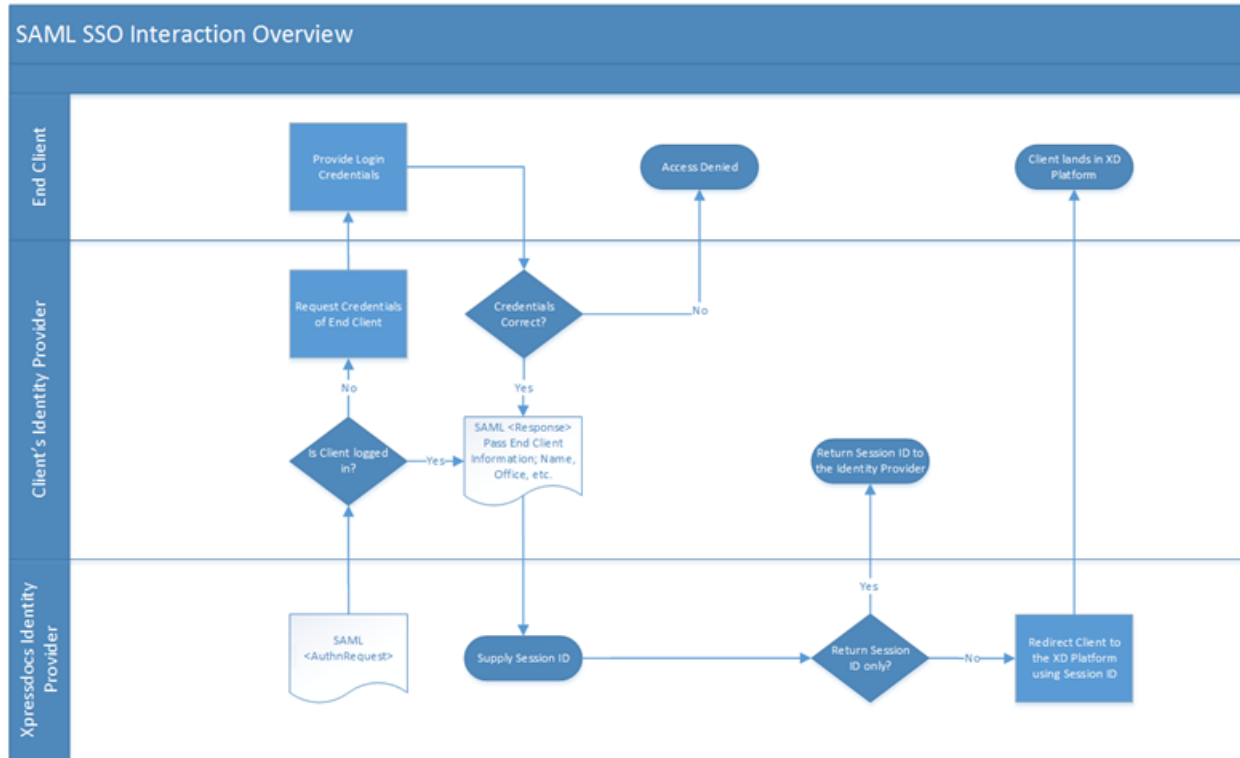 SAML SSO Interaction Overview
End Client
Provide Login
Credentials
Access Denied
Client lands in XD
Platform
Client's Identity Provider
Request Credentials
of End Client
Credentials
Correct?
No
No
Yes
Is Client logged
in?
Yes
SAML <Response>
Pass End Client
Information; Name,
Office, etc.
Return Session ID to
the Identity Provider
Xpressdocs Identity
Provider
SAML
<AuthnRequest>
Supply Session ID
Yes
Return Session
ID only?
No
Redirect Client to
the XD Platform
using Session ID